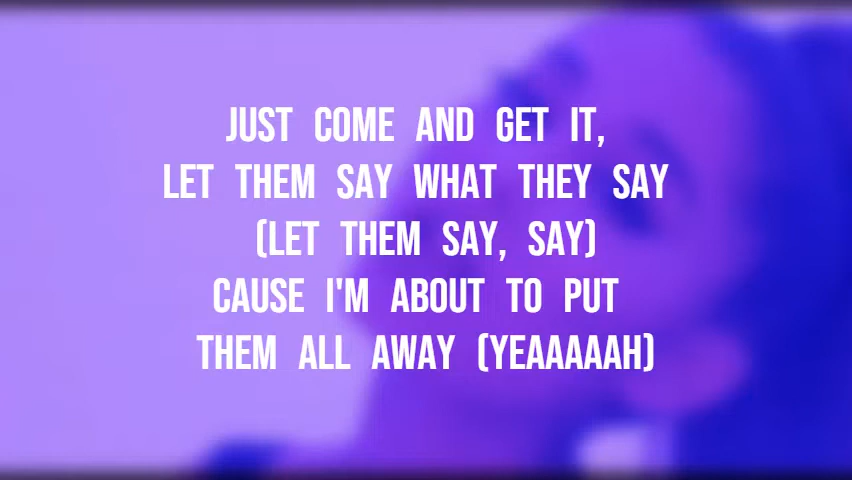 JUST COME AND GET IT,
LET THEM SAY WHAT THEY SAY
(LET THEM SAY, SAY)
CAUSE I'M ABOUT TO PUT
THEM ALL AWAY (YEAAAAAH)